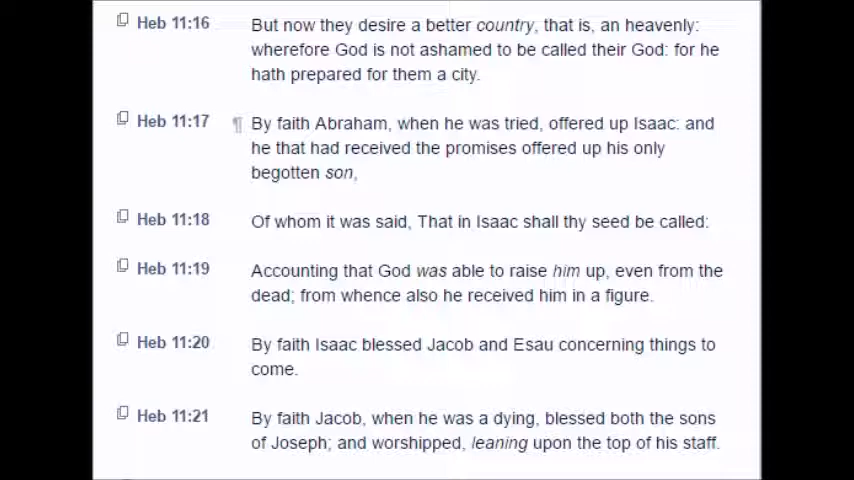 Heb 11:16 But now they desire a better country, that is, an heavenly:
wherefore God is not ashamed to be called their God: for he
hath prepared for them a city.
Heb 11:17 ¶ By faith Abraham, when he was tried, offered up Isaac: and
he that had received the promises offered up his only
begotten son,
Heb 11:18 Of whom it was said, That in Isaac shall thy seed be called:
Heb 11:19 Accounting that God was able to raise him up, even from the
dead; from whence also he received him in a figure.
Heb 11:20 By faith Isaac blessed Jacob and Esau concerning things to
come.
Heb 11:21 By faith Jacob, when he was a dying, blessed both the sons
of Joseph; and worshipped, leaning upon the top of his staff.